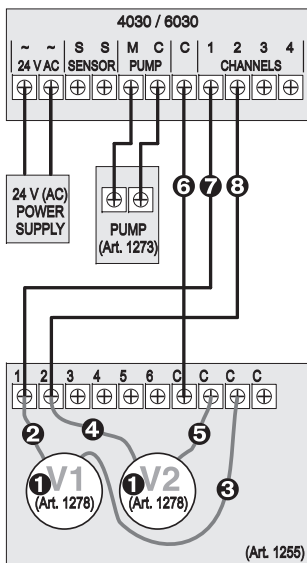 4030 / 6030
~ ~ S S M C C 1 2 3 4
24 V AC SENSOR PUMP CHANNELS
24 V (AC)
POWER
SUPPLY
PUMP
(Art. 1273)
6 7 8
1 2 3 4 5 6 C C C C
2 4 5
1 V1 1 V2 3
(Art. 1278) (Art. 1278)
(Art. 1255)